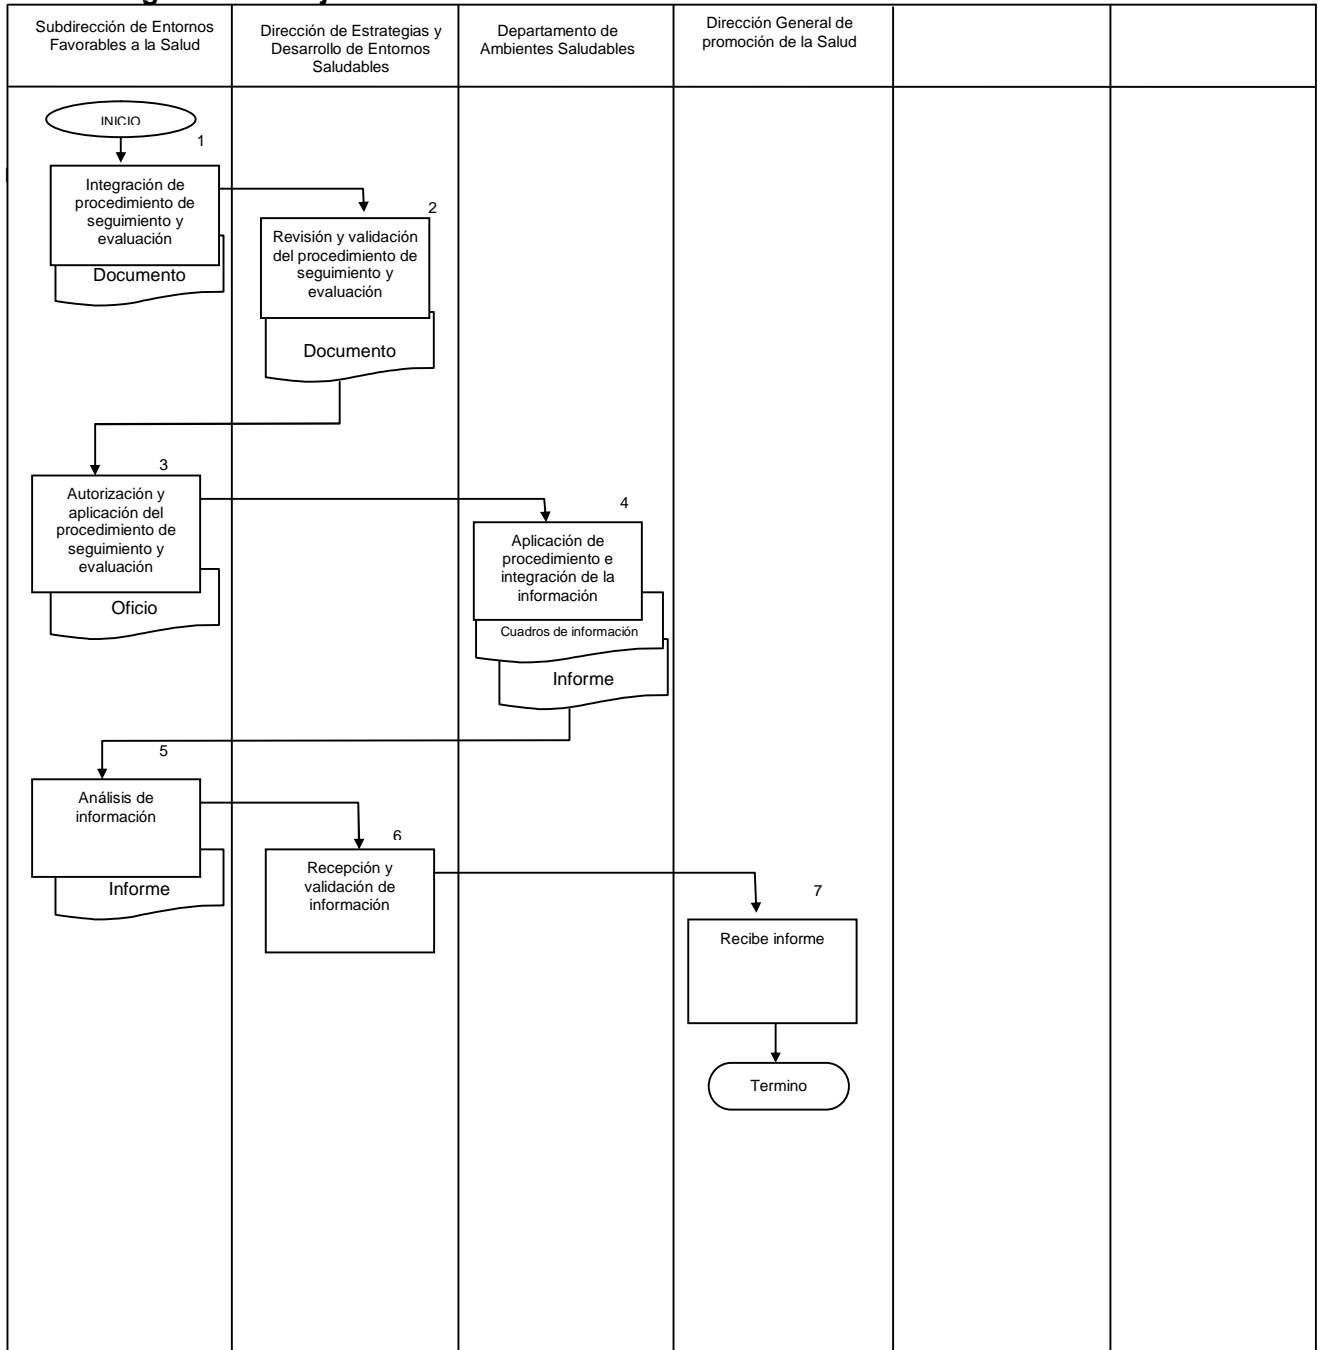 Subdirección de Entornos
Favorables a la Salud
Dirección de Estrategias y
Desarrollo de Entornos
Saludables
Departamento de
Ambientes Saludables
Dirección General de
promoción de la Salud
INICIO
1
Integración de
procedimiento de
seguimiento y
evaluación
Documento
2
Revisión y validación
del procedimiento de
seguimiento y
evaluación
Documento
3
Autorización y
aplicación del
procedimiento de
seguimiento y
evaluación
Oficio
4
Aplicación de
procedimiento e
integración de la
información
Cuadros de información
Informe
5
Análisis de
información
Informe
6
Recepción y
validación de
información
7
Recibe informe
Termino